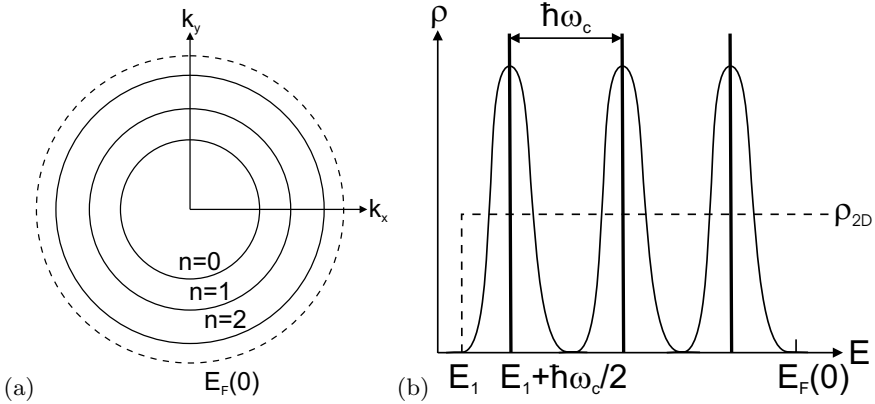 k_y
k_x
n=0
n=1
n=2
E_F(0)
(a)
ρ
ħω_c
ρ_2D
E
E_1
E_1+ħω_c/2
E_F(0)
(b)